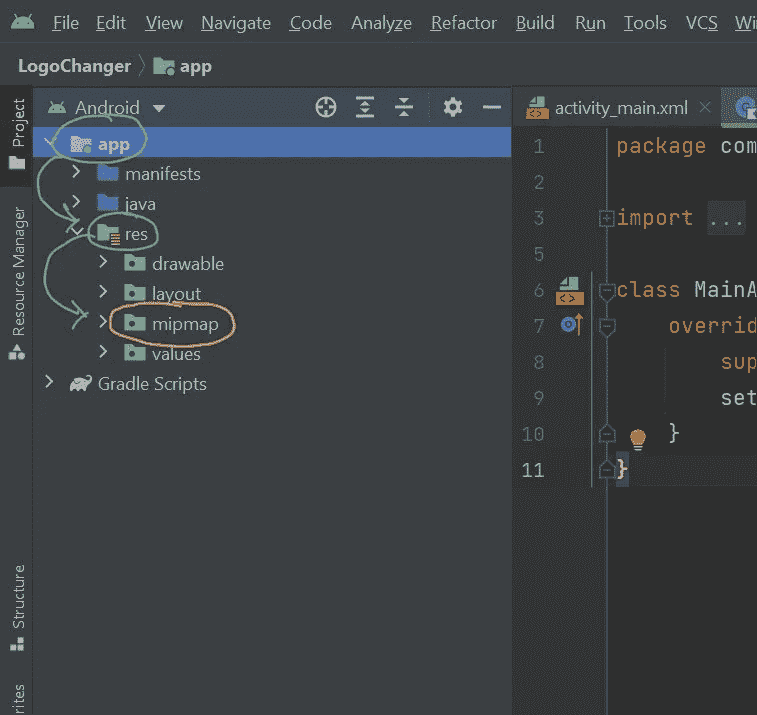 File Edit View Navigate Code Analyze Refactor Build Run Tools VCS
LogoChanger app
Project
Resource Manager
Structure
Android
app
manifests
java
res
drawable
layout
mipmap
values
Gradle Scripts
activity_main.xml
1 package com
2
3 import ...
5
6 class MainA
7 overrid
8 sup
9 set
10 }
11 }